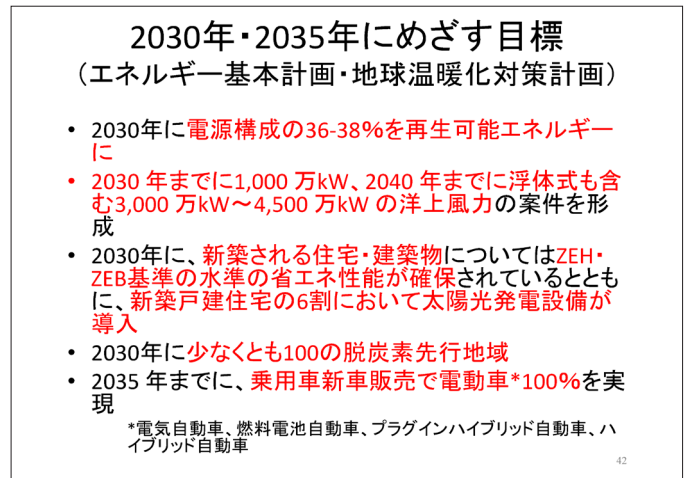 2030年・2035年にめざす目標
（エネルギー基本計画・地球温暖化対策計画）
• 2030年に電源構成の36-38%を再生可能エネルギー
に
• 2030 年までに1,000 万kW、2040 年までに浮体式も含
む3,000 万kW～4,500 万kW の洋上風力の案件を形
成
• 2030年に、新築される住宅・建築物についてはZEH・
ZEB基準の水準の省エネ性能が確保されているととも
に、新築戸建住宅の6割において太陽光発電設備が
導入
• 2030年に少なくとも100の脱炭素先行地域
• 2035 年までに、乗用車新車販売で電動車*100%を実
現
*電気自動車、燃料電池自動車、プラグインハイブリッド自動車、ハ
イブリッド自動車
42